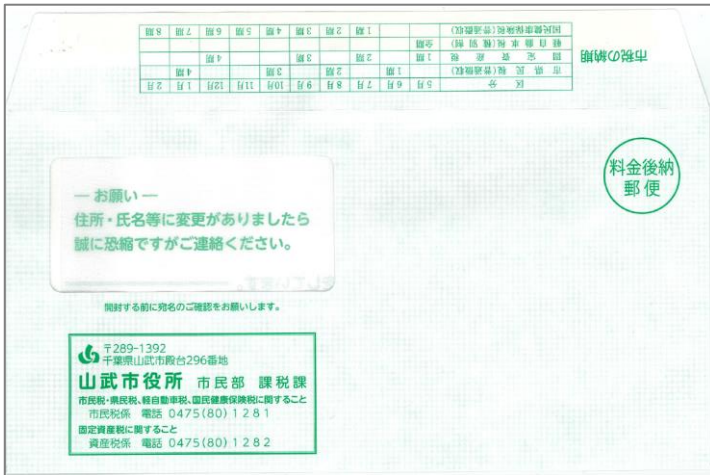 市税の納期
区分 5月 6月 7月 8月 9月 10月 11月 12月 1月 2月
市県民税(普通徴収) 1期 2期 3期 4期
固定資産税 1期 2期 3期 4期
軽自動車税(種別割) 全期
国民健康保険税(普通徴収) 1期 2期 3期 4期 5期 6期 7期 8期
料金後納
郵便
― お願い ―
住所・氏名等に変更がありましたら
誠に恐縮ですがご連絡ください。
開封する前に宛名のご確認をお願いします。
〒289-1392
千葉県山武市殿台296番地
山武市役所 市民部 課税課
市民税・県民税、軽自動車税、国民健康保険税に関すること
市民税係 電話 0475(80)1281
固定資産税に関すること
資産税係 電話 0475(80)1282